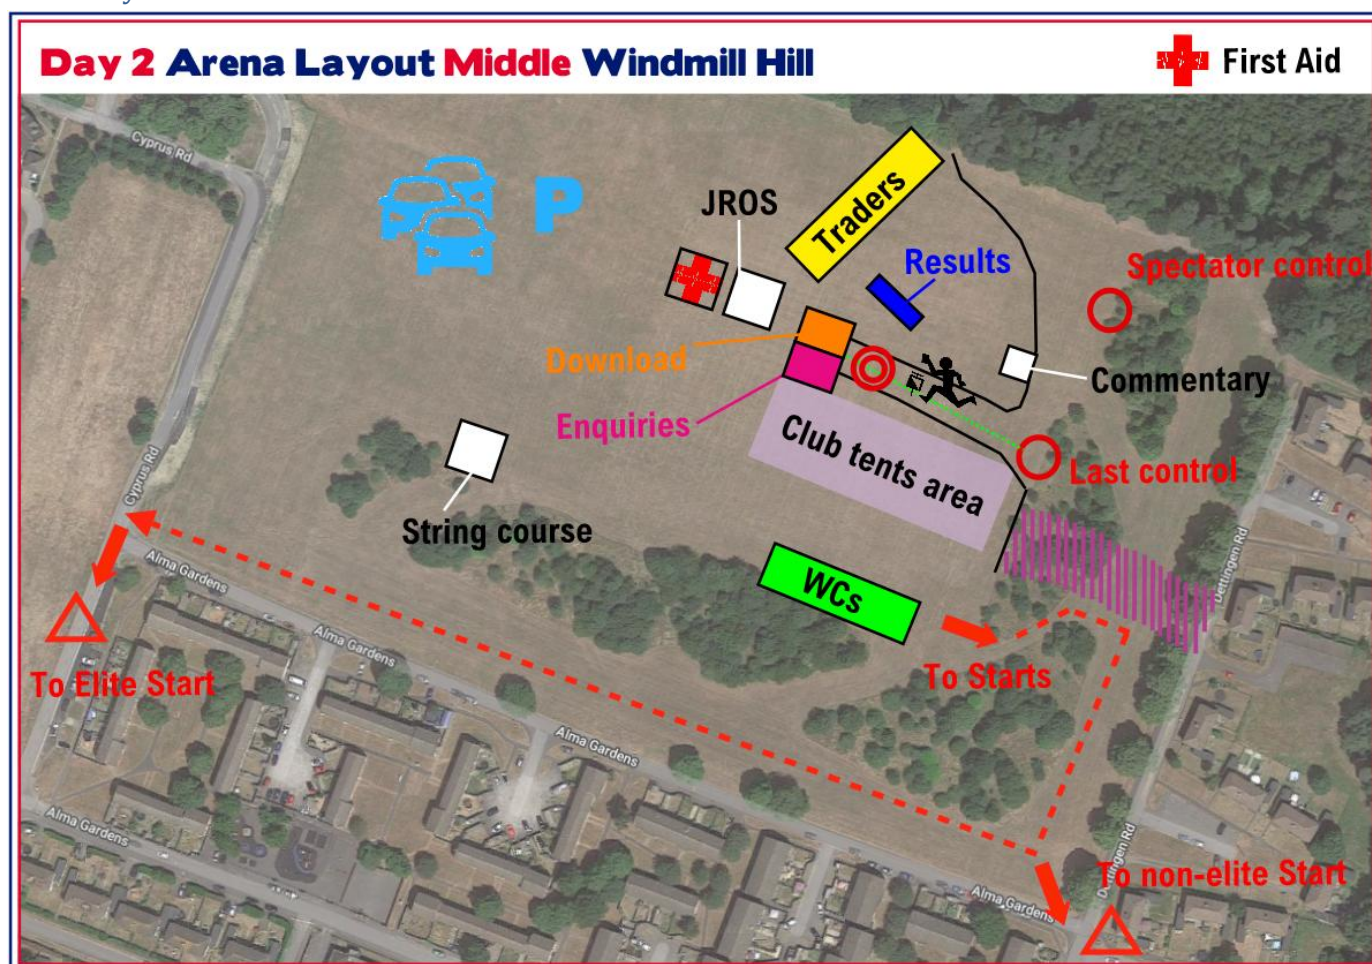 Day 2 Arena Layout Middle Windmill Hill
First Aid
Cyprus Rd
P
JROS
Traders
Results
Spectator control
Download
Commentary
Enquiries
Club tents area
Last control
Cyprus Rd
String course
Alma Gardens
WCs
Dettingen Rd
Alma Gardens
To Elite Start
To Starts
Alma Gardens
Alma Gardens
Dettingen Rd
To non-elite Start
Alma Gardens